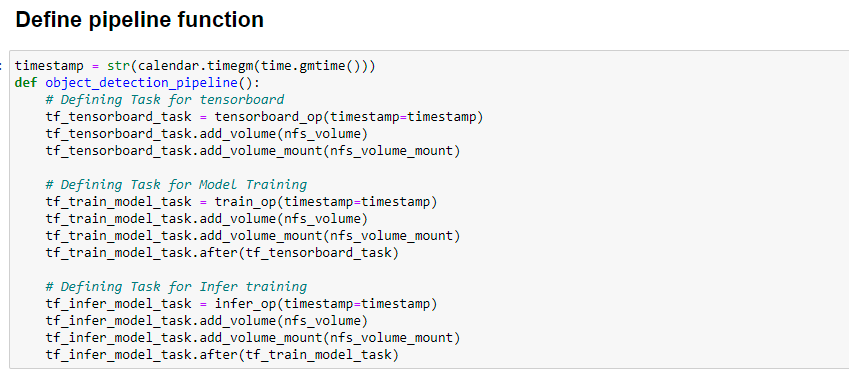 Define pipeline function
timestamp = str(calendar.timegm(time.gmtime()))
def object_detection_pipeline():
    # Defining Task for tensorboard
    tf_tensorboard_task = tensorboard_op(timestamp=timestamp)
    tf_tensorboard_task.add_volume(nfs_volume)
    tf_tensorboard_task.add_volume_mount(nfs_volume_mount)

    # Defining Task for Model Training
    tf_train_model_task = train_op(timestamp=timestamp)
    tf_train_model_task.add_volume(nfs_volume)
    tf_train_model_task.add_volume_mount(nfs_volume_mount)
    tf_train_model_task.after(tf_tensorboard_task)

    # Defining Task for Infer training
    tf_infer_model_task = infer_op(timestamp=timestamp)
    tf_infer_model_task.add_volume(nfs_volume)
    tf_infer_model_task.add_volume_mount(nfs_volume_mount)
    tf_infer_model_task.after(tf_train_model_task)